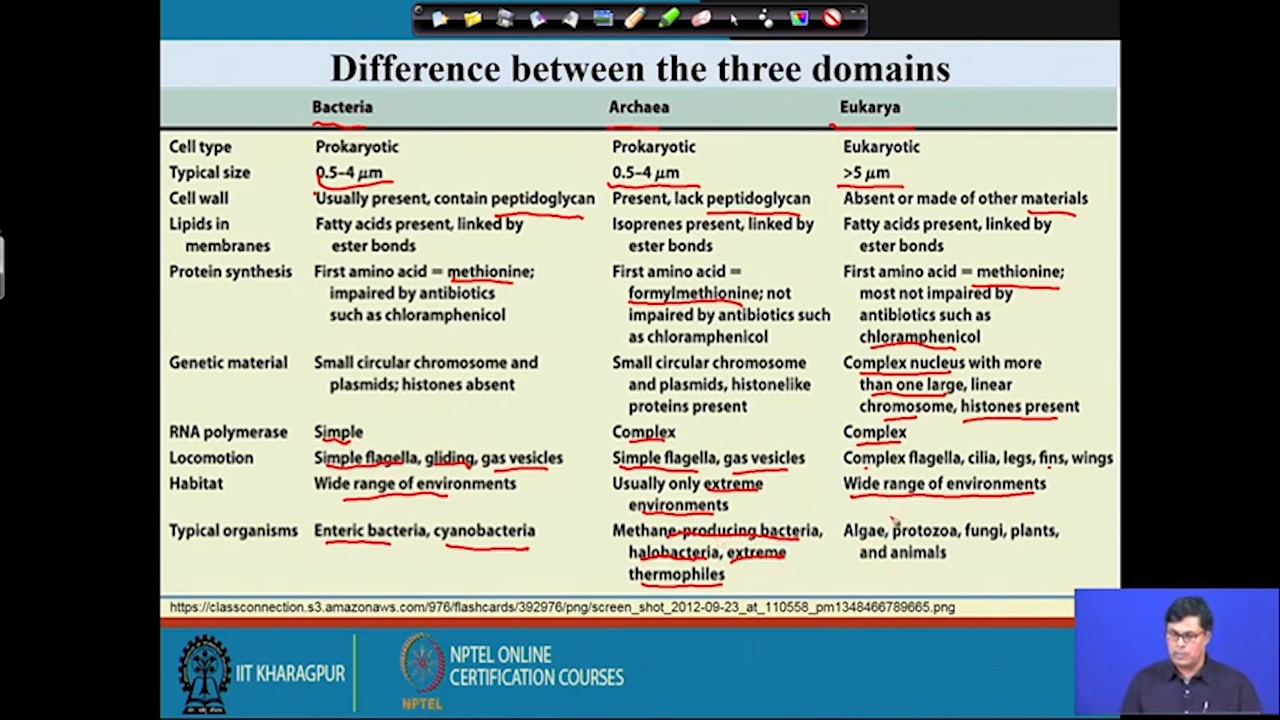 Difference between the three domains
Bacteria Archaea Eukarya
Cell type Prokaryotic Prokaryotic Eukaryotic
Typical size 0.5–4 μm 0.5–4 μm >5 μm
Cell wall Usually present, contain peptidoglycan Present, lack peptidoglycan Absent or made of other materials
Lipids in Fatty acids present, linked by Isoprenes present, linked by Fatty acids present, linked by
membranes ester bonds ester bonds ester bonds
Protein synthesis First amino acid = methionine; First amino acid = First amino acid = methionine;
impaired by antibiotics formylmethionine; not most not impaired by
such as chloramphenicol impaired by antibiotics such antibiotics such as
as chloramphenicol chloramphenicol
Genetic material Small circular chromosome and Small circular chromosome Complex nucleus with more
plasmids; histones absent and plasmids, histonelike than one large, linear
proteins present chromosome, histones present
RNA polymerase Simple Complex Complex
Locomotion Simple flagella, gliding, gas vesicles Simple flagella, gas vesicles Complex flagella, cilia, legs, fins, wings
Habitat Wide range of environments Usually only extreme Wide range of environments
environments
Typical organisms Enteric bacteria, cyanobacteria Methane-producing bacteria, Algae, protozoa, fungi, plants,
halobacteria, extreme and animals
thermophiles
https://classconnection.s3.amazonaws.com/976/flashcards/392976/png/screen_shot_2012-09-23_at_110558_pm1348466789665.png
IIT KHARAGPUR
NPTEL ONLINE
CERTIFICATION COURSES
NPTEL